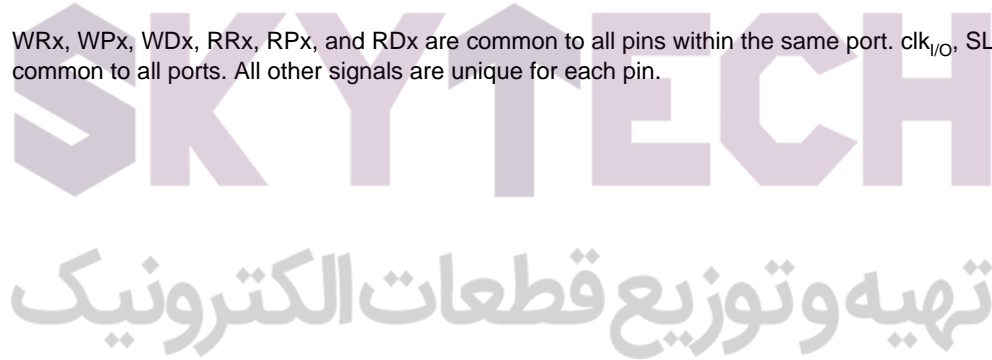 WRx, WPx, WDx, RRx, RPx, and RDx are common to all pins within the same port. clkI/O, SL
common to all ports. All other signals are unique for each pin.
SKYTECH
تهیه و توزیع قطعات الکترونیک